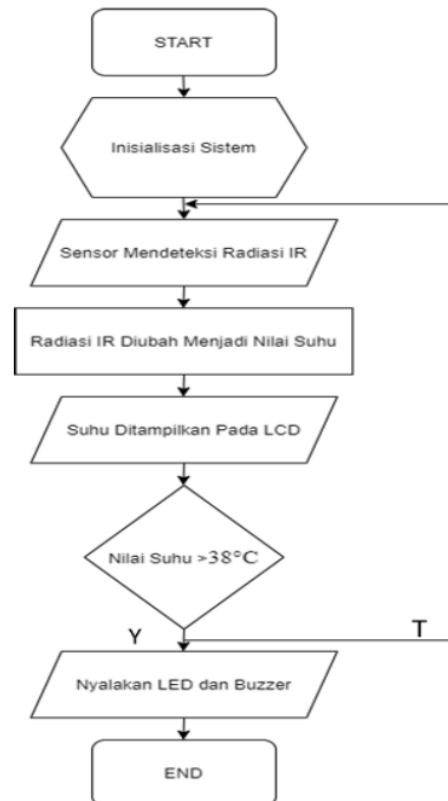 START
Inisialisasi Sistem
Sensor Mendeteksi Radiasi IR
Radiasi IR Diubah Menjadi Nilai Suhu
Suhu Ditampilkan Pada LCD
Nilai Suhu >38°C
Y
T
Nyalakan LED dan Buzzer
END